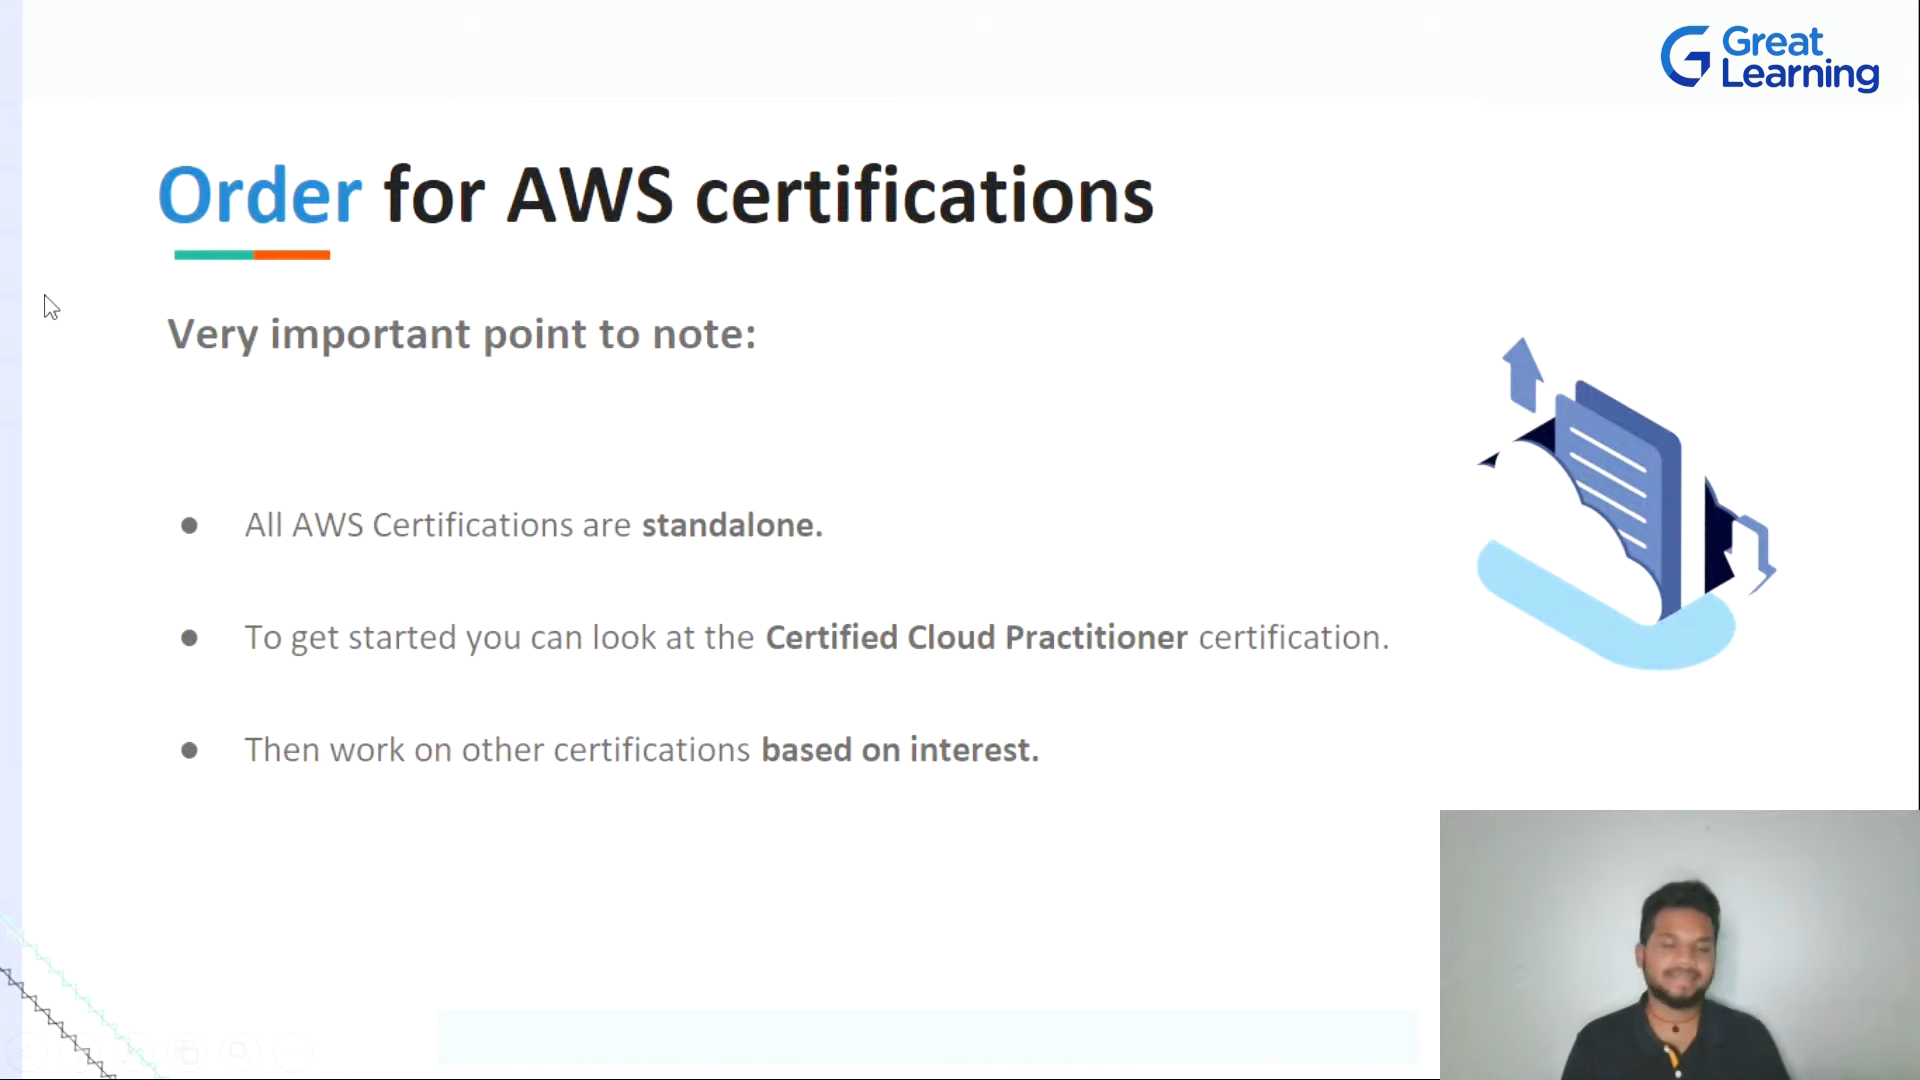 Great
Learning
Order for AWS certifications
Very important point to note:
● All AWS Certifications are standalone.
● To get started you can look at the Certified Cloud Practitioner certification.
● Then work on other certifications based on interest.